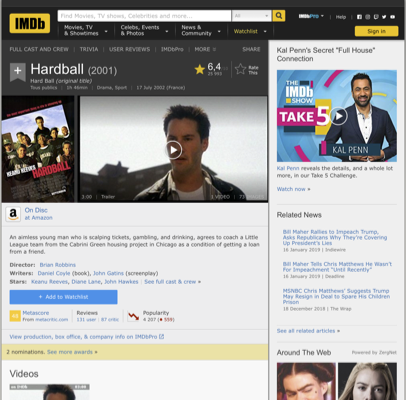 IMDb
Find Movies, TV shows, Celebrities and more...
All
IMDbPro
Help
Movies, TV & Showtimes
Celebs, Events & Photos
News & Community
Watchlist
Sign in
FULL CAST AND CREW | TRIVIA | USER REVIEWS | IMDbPro | MORE
SHARE
Hardball (2001)
Hard Ball (original title)
Tous publics | 1h 46min | Drama, Sport | 17 July 2002 (France)
6,4
Rate This
KEANU REEVES
HARDBALL
Trailer
1 VIDEO
On Disc
at Amazon
An aimless young man who is scalping tickets, gambling, and drinking, agrees to coach a Little
League team from the Cabrini Green housing project in Chicago as a condition of getting a loan
from a friend.
Director: Brian Robbins
Writers: Daniel Coyle (book), John Gatins (screenplay)
Stars: Keanu Reeves, Diane Lane, John Hawkes | See full cast & crew »
+ Add to Watchlist
Metascore
From metacritic.com
Reviews
131 user | 87 critic
Popularity
4 207
View production, box office, & company info on IMDbPro
2 nominations. See more awards »
Videos
Kal Penn's Secret "Full House"
Connection
THE IMDb SHOW
TAKE 5
KAL PENN
Kal Penn reveals the details, and a whole lot
more, in our Take 5 Challenge.
Watch now »
Related News
Bill Maher Rallies to Impeach Trump,
Asks Republicans Why They're Covering
Up President's Lies
16 January 2019 | Indiewire
Bill Maher Tells Chris Matthews He Wasn't
For Impeachment "Until Recently"
16 January 2019 | Deadline
MSNBC Chris Matthews' Suggests Trump
May Resign in Deal to Spare His Children
Prison
18 December 2018 | The Wrap
See all related articles »
Around The Web
Powered by ZergNet